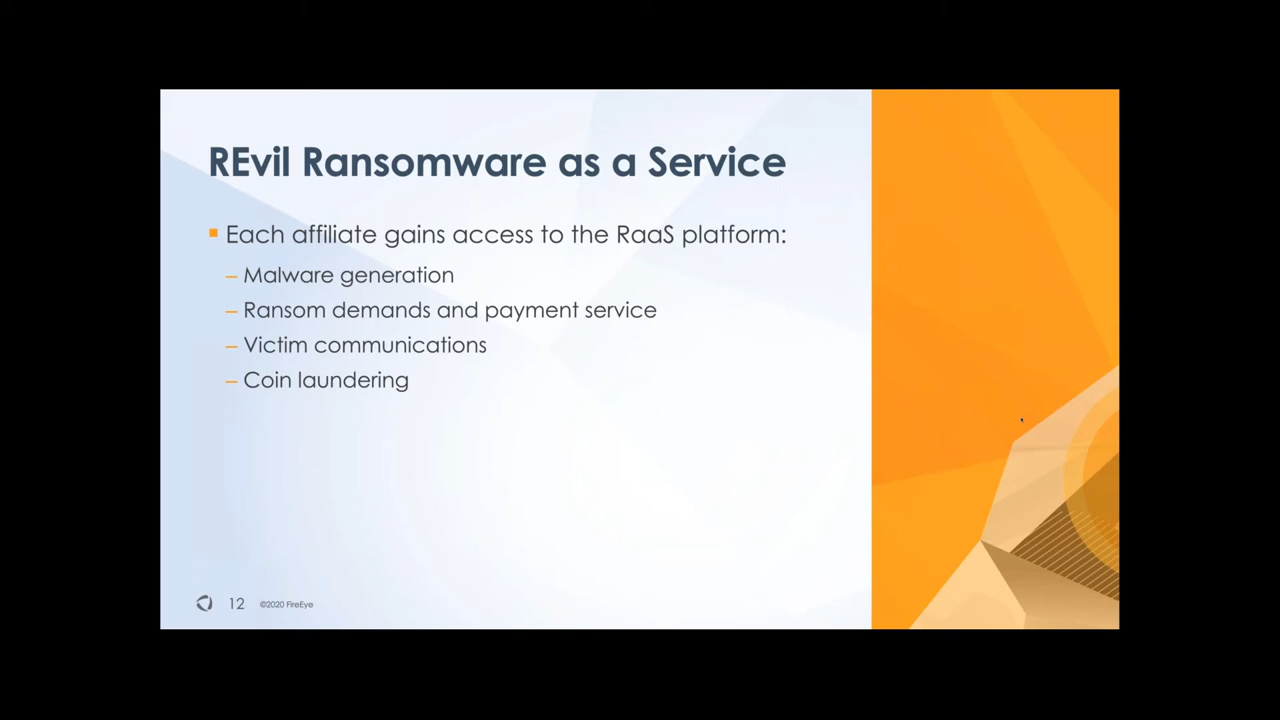 REvil Ransomware as a Service
▪ Each affiliate gains access to the RaaS platform:
– Malware generation
– Ransom demands and payment service
– Victim communications
– Coin laundering
12 ©2020 FireEye